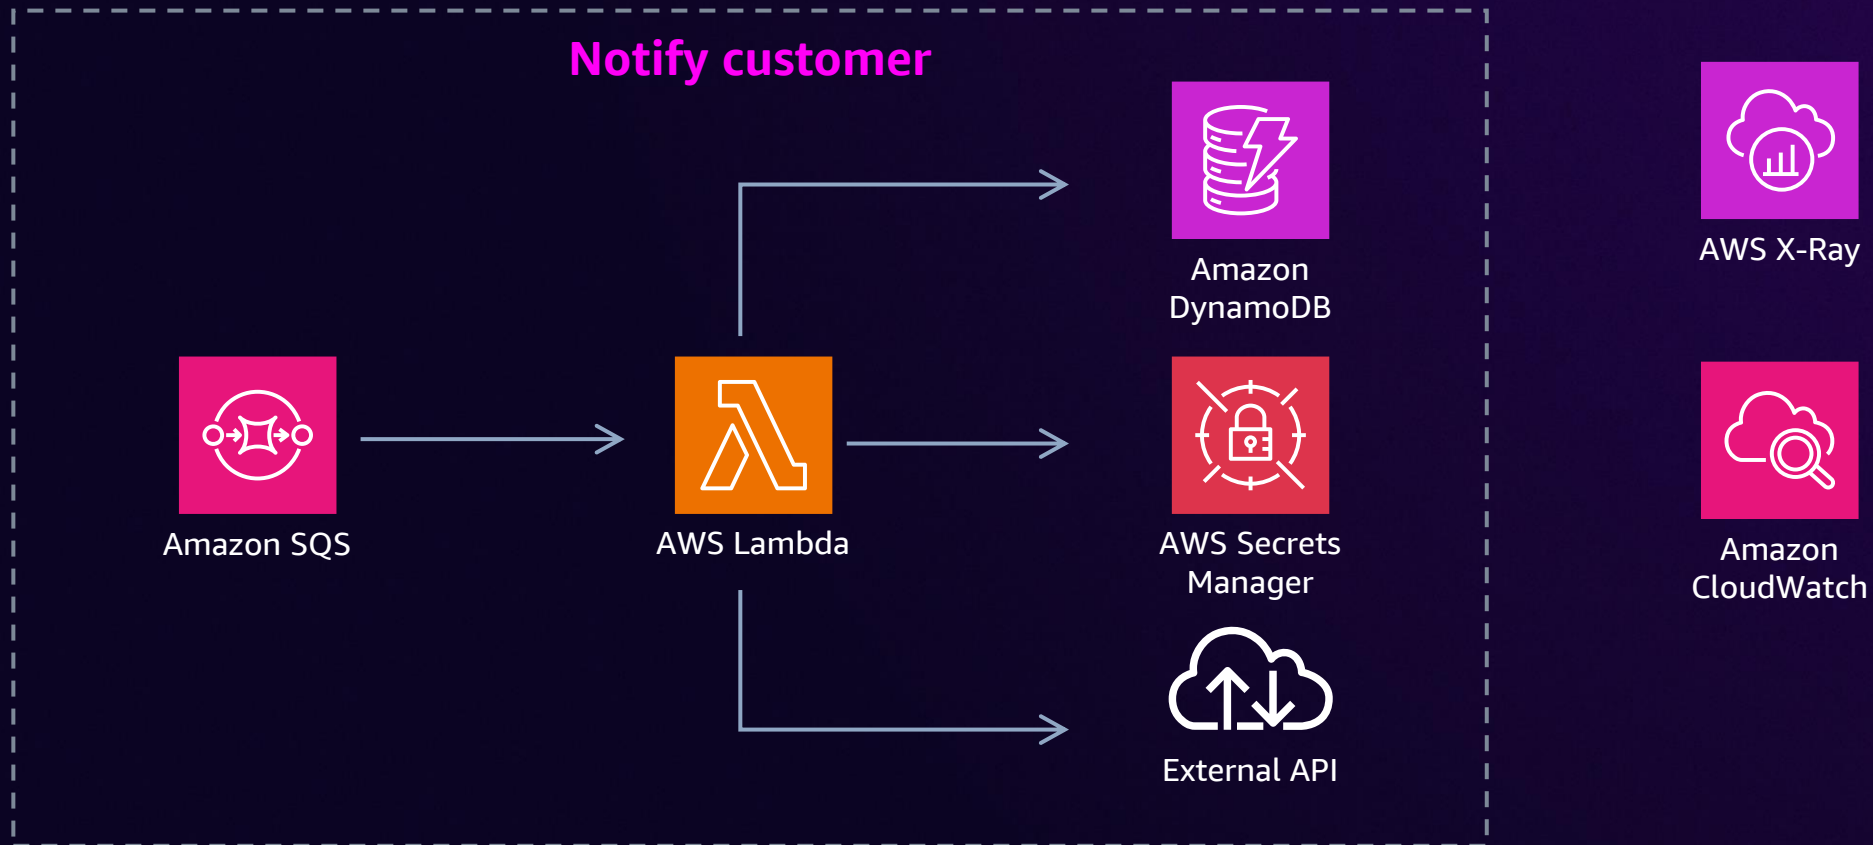 Notify customer
Amazon
DynamoDB
AWS X-Ray
Amazon SQS
AWS Lambda
AWS Secrets
Manager
Amazon
CloudWatch
External API